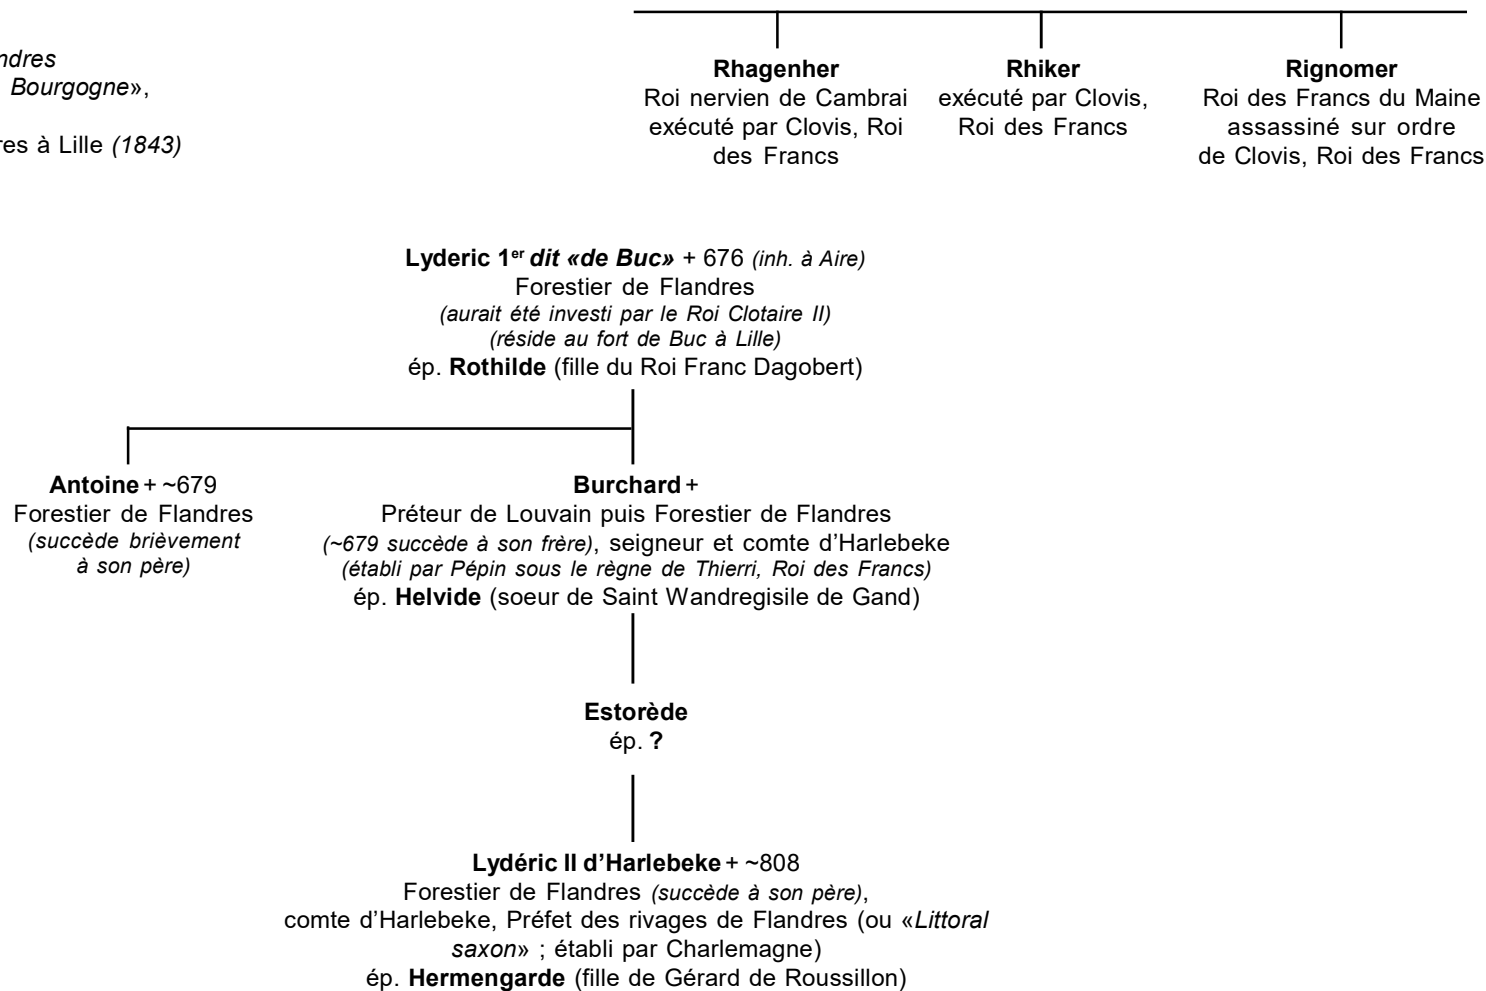 ndres
Bourgogne»,
res à Lille (1843)
Rhagenher
Roi nervien de Cambrai
exécuté par Clovis, Roi
des Francs
Rhiker
exécuté par Clovis,
Roi des Francs
Rignomer
Roi des Francs du Maine
assassiné sur ordre
de Clovis, Roi des Francs
Lyderic 1er dit «de Buc» + 676 (inh. à Aire)
Forestier de Flandres
(aurait été investi par le Roi Clotaire II)
(réside au fort de Buc à Lille)
ép. Rothilde (fille du Roi Franc Dagobert)
Antoine + ~679
Forestier de Flandres
(succède brièvement
à son père)
Burchard +
Préteur de Louvain puis Forestier de Flandres
(~679 succède à son frère), seigneur et comte d'Harlebeke
(établi par Pépin sous le règne de Thierri, Roi des Francs)
ép. Helvide (soeur de Saint Wandregisile de Gand)
Estorède
ép. ?
Lydéric II d'Harlebeke + ~808
Forestier de Flandres (succède à son père),
comte d'Harlebeke, Préfet des rivages de Flandres (ou «Littoral
saxon» ; établi par Charlemagne)
ép. Hermengarde (fille de Gérard de Roussillon)